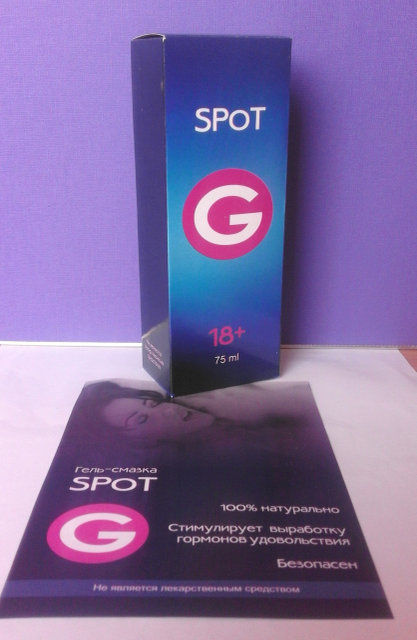 SPOT
G
18+
75 ml
Гель-смазка
SPOT
G
100% натурально
Стимулирует выработку
гормонов удовольствия
Безопасен
Не является лекарственным средством